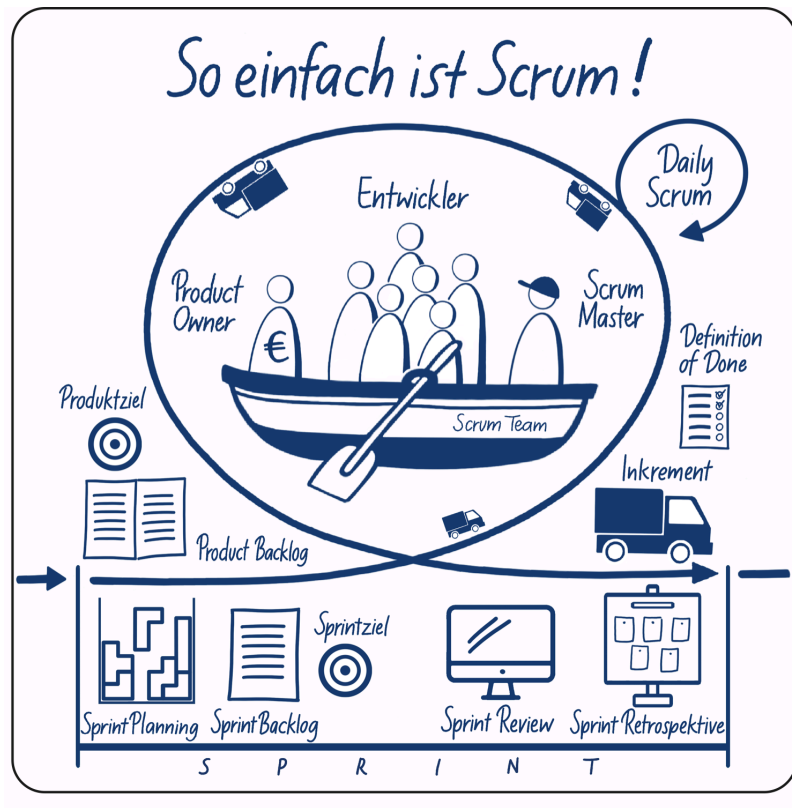 So einfach ist Scrum!
Daily
Scrum
Entwickler
Product
Owner
€
Scrum
Master
Scrum Team
Definition
of Done
Produktziel
Inkrement
Product Backlog
Sprintziel
Sprint Planning
Sprint Backlog
Sprint Review
Sprint Retrospektive
S P R I N T